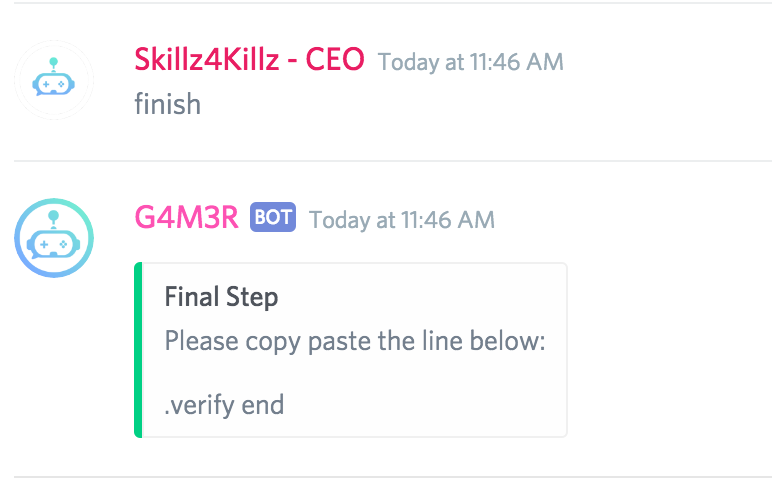 Skillz4Killz - CEO Today at 11:46 AM
finish
G4M3R BOT Today at 11:46 AM
Final Step
Please copy paste the line below:
.verify end